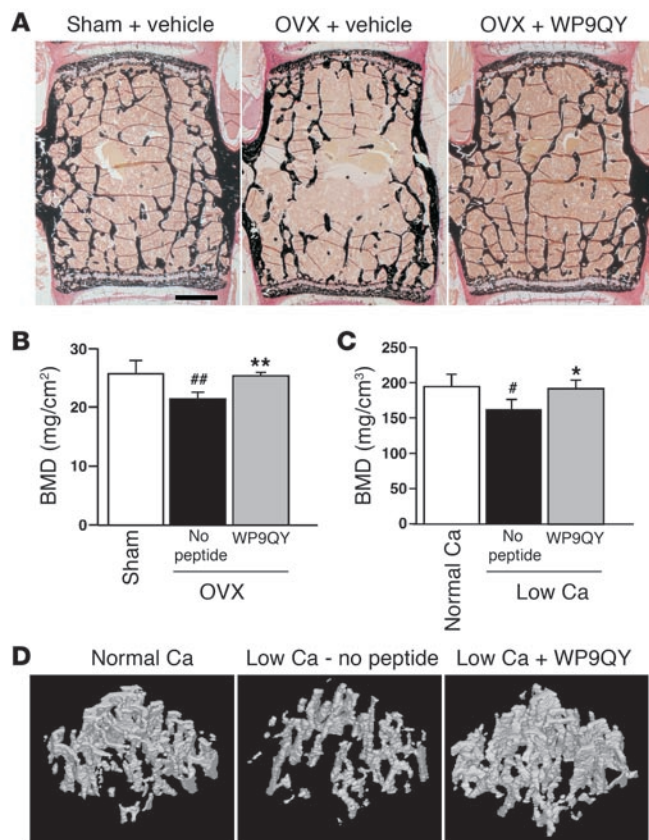 A
Sham + vehicle
OVX + vehicle
OVX + WP9QY
B
BMD (mg/cm²)
30
20
10
0
##
**
Sham
No
peptide
WP9QY
OVX
C
BMD (mg/cm³)
250
200
150
100
50
0
#
*
Normal Ca
No
peptide
WP9QY
Low Ca
D
Normal Ca
Low Ca - no peptide
Low Ca + WP9QY